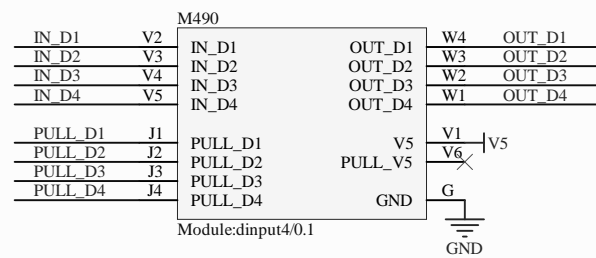 M490
IN_D1 V2 IN_D1 OUT_D1 W4 OUT_D1
IN_D2 V3 IN_D2 OUT_D2 W3 OUT_D2
IN_D3 V4 IN_D3 OUT_D3 W2 OUT_D3
IN_D4 V5 IN_D4 OUT_D4 W1 OUT_D4
PULL_D1 J1 PULL_D1 V5 V1 V5
PULL_D2 J2 PULL_D2 PULL_V5 V6
PULL_D3 J3 PULL_D3
PULL_D4 J4 PULL_D4 GND G
Module:dinput4/0.1
GND